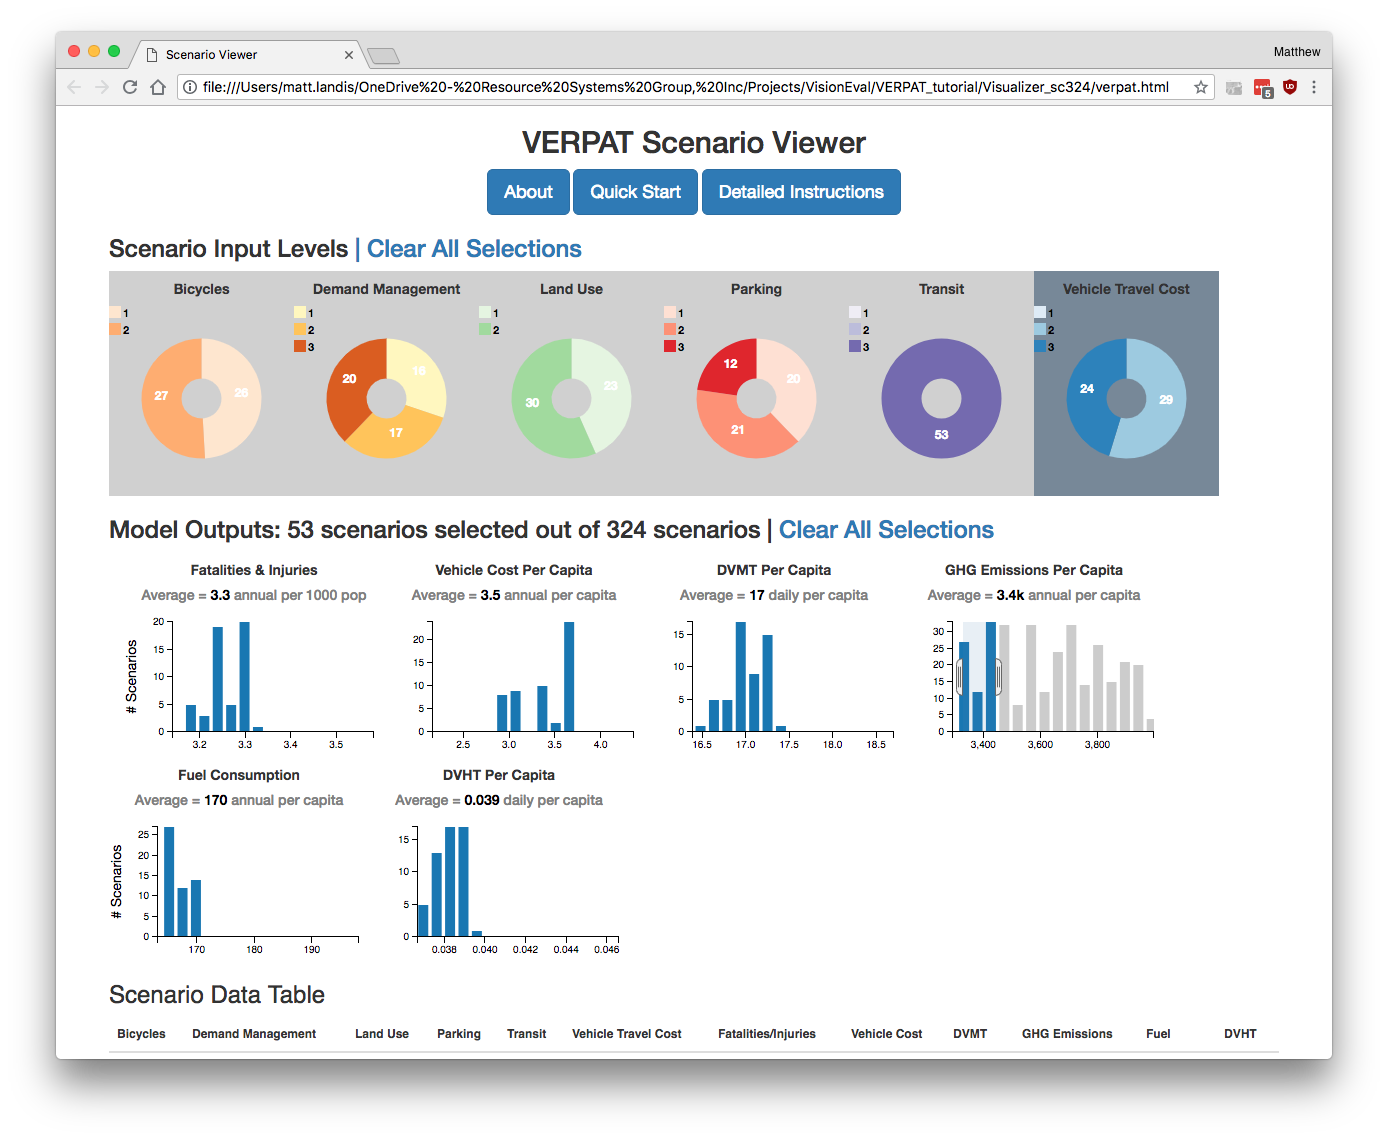 Scenario Viewer
Matthew
file:///Users/matt.landis/OneDrive%20-%20Resource%20Systems%20Group,%20Inc/Projects/VisionEval/VERPAT_tutorial/Visualizer_sc324/verpat.html
5
VERPAT Scenario Viewer
About Quick Start Detailed Instructions
Scenario Input Levels | Clear All Selections
Bicycles Demand Management Land Use Parking Transit Vehicle Travel Cost
1 1 1 1 1 1
2 2 2 2 2 2
3 3 3 3
27 26 20 16 17 30 23 12 20 21 53 24 29
Model Outputs: 53 scenarios selected out of 324 scenarios | Clear All Selections
Fatalities & Injuries
Average = 3.3 annual per 1000 pop
# Scenarios
20
15
10
5
0
3.2 3.3 3.4 3.5
Vehicle Cost Per Capita
Average = 3.5 annual per capita
20
15
10
5
0
2.5 3.0 3.5 4.0
DVMT Per Capita
Average = 17 daily per capita
15
10
5
0
16.5 17.0 17.5 18.0 18.5
GHG Emissions Per Capita
Average = 3.4k annual per capita
30
25
20
15
10
5
0
3,400 3,600 3,800
Fuel Consumption
Average = 170 annual per capita
# Scenarios
25
20
15
10
5
0
170 180 190
DVHT Per Capita
Average = 0.039 daily per capita
15
10
5
0
0.038 0.040 0.042 0.044 0.046
Scenario Data Table
Bicycles Demand Management Land Use Parking Transit Vehicle Travel Cost Fatalities/Injuries Vehicle Cost DVMT GHG Emissions Fuel DVHT